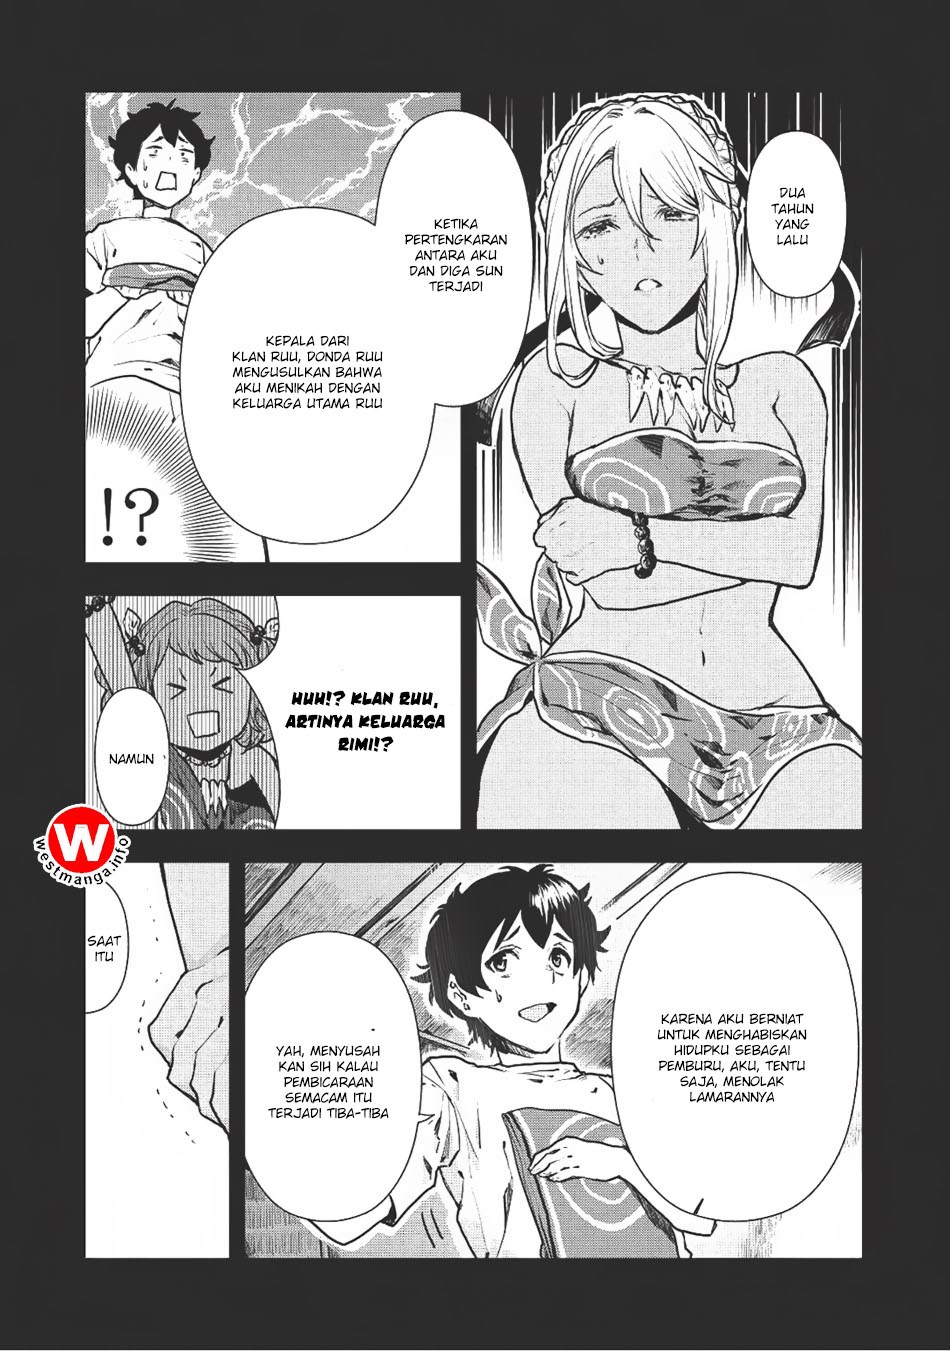 DUA
TAHUN
YANG
LALU
KETIKA
PERTENGKARAN
ANTARA AKU
DAN DIGA SUN
TERJADI
KEPALA DARI
KLAN RUU, DONDA RUU
MENGUSULKAN BAHWA
AKU MENIKAH DENGAN
KELUARGA UTAMA RUU
!?
HUH!? KLAN RUU,
ARTINYA KELUARGA
RIMI!?
NAMUN
W
westmanga.info
KARENA AKU BERNIAT
UNTUK MENGHABISKAN
HIDUPKU SEBAGAI
PEMBURU, AKU, TENTU
SAJA, MENOLAK
LAMARANNYA
YAH, MENYUSAH
KAN SIH KALAU
PEMBICARAAN
SEMACAM ITU
TERJADI TIBA-TIBA
SAAT
ITU